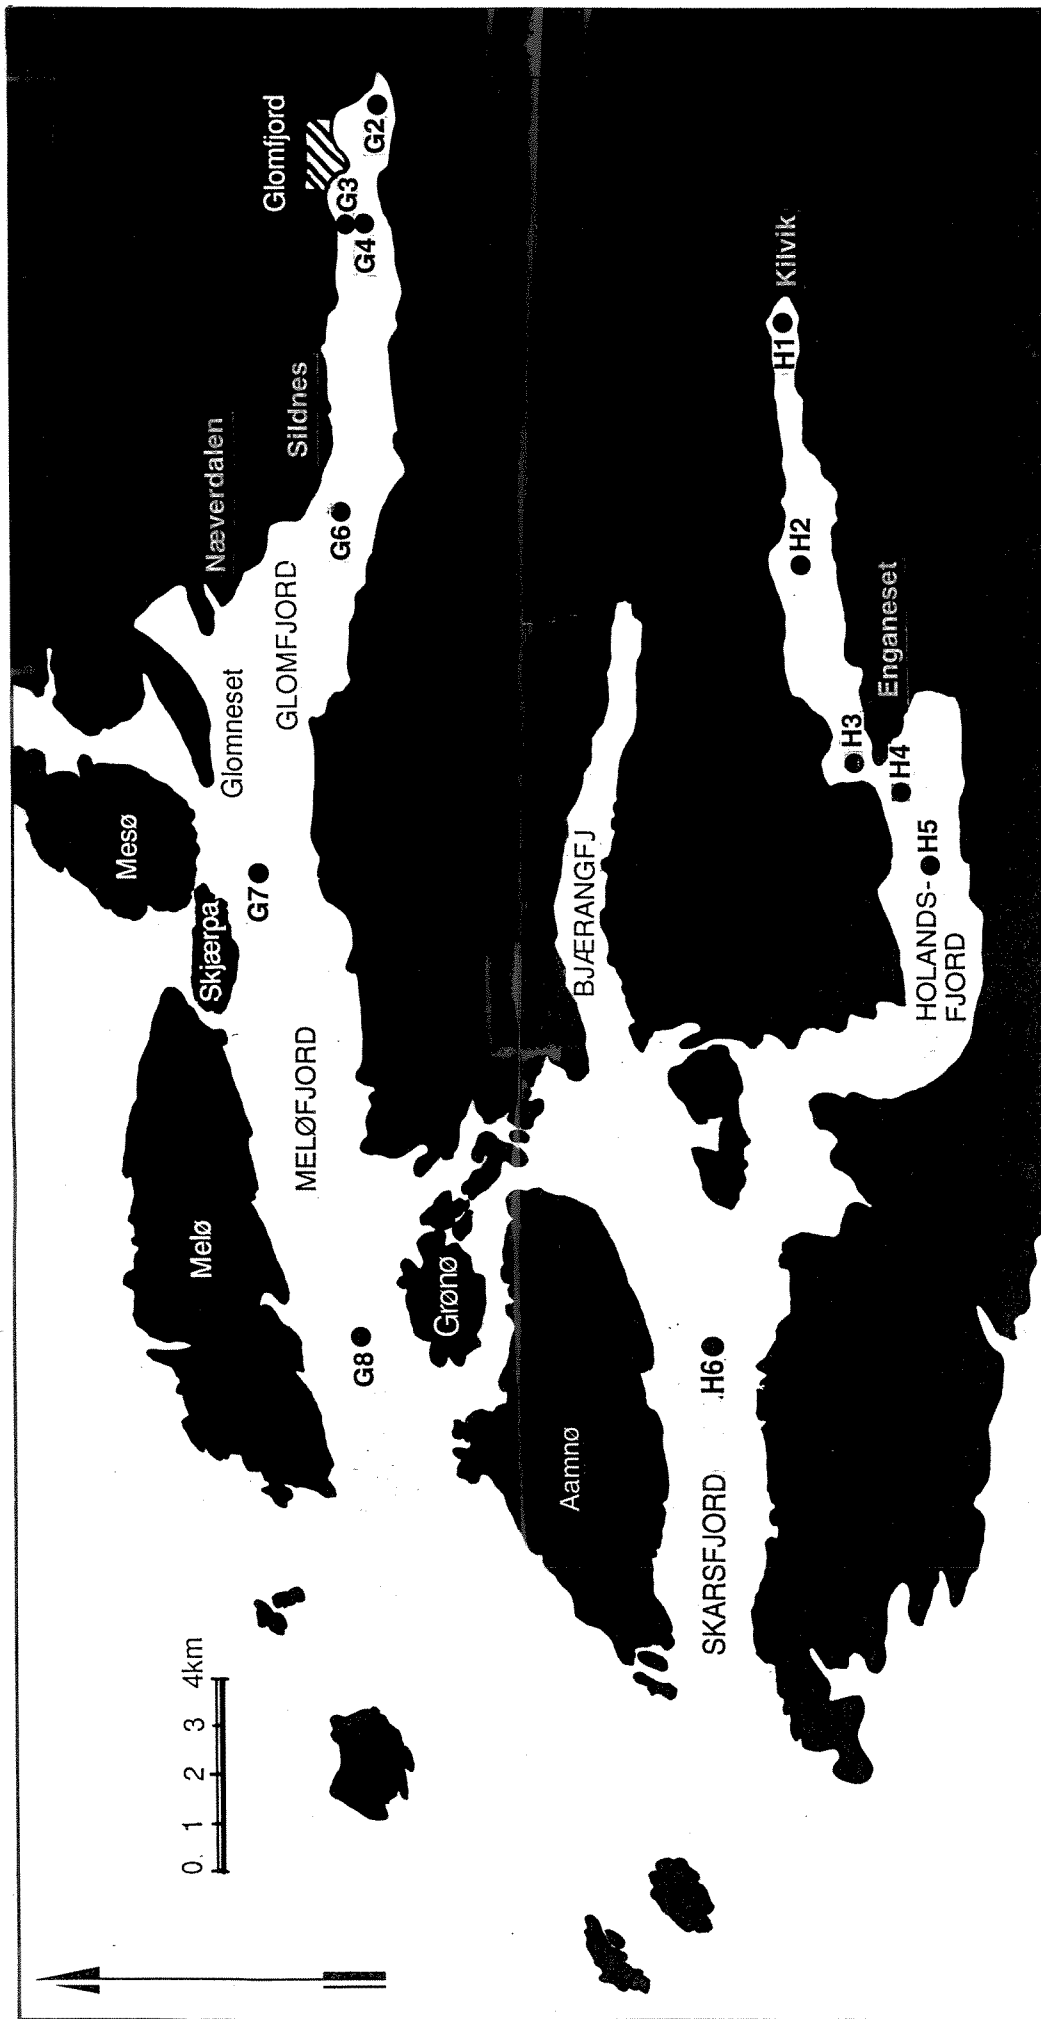 Glomfjord
G2
G3
G4
Sildnes
Næverdalen
G6
GLOMFJORD
Glomneset
Mesø
Skjærpa
G7
MELØFJORD
Melø
G8
Grønø
Kilvik
H1
H2
Enganeset
H3
H4
H5
HOLANDS-
FJORD
BJÆRANGFJ
Aamnø
H6
SKARSFJORD
0 1 2 3 4km